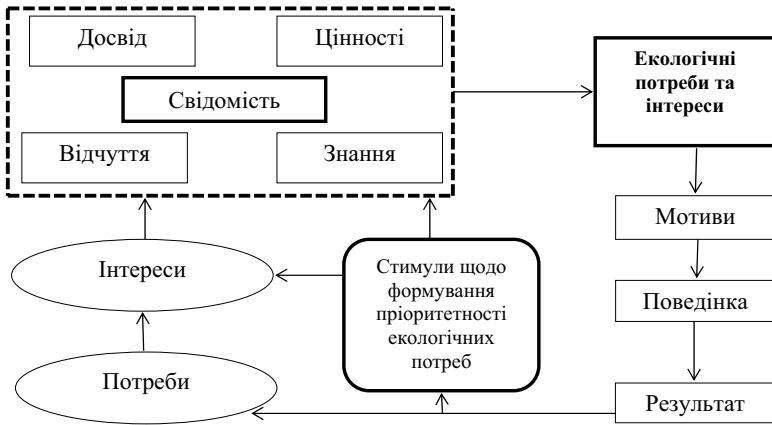 Досвід
Цінності
Свідомість
Відчуття
Знання
Екологічні
потреби та
інтереси
Мотиви
Інтереси
Стимули щодо
формування
пріоритетності
екологічних
потреб
Поведінка
Потреби
Результат